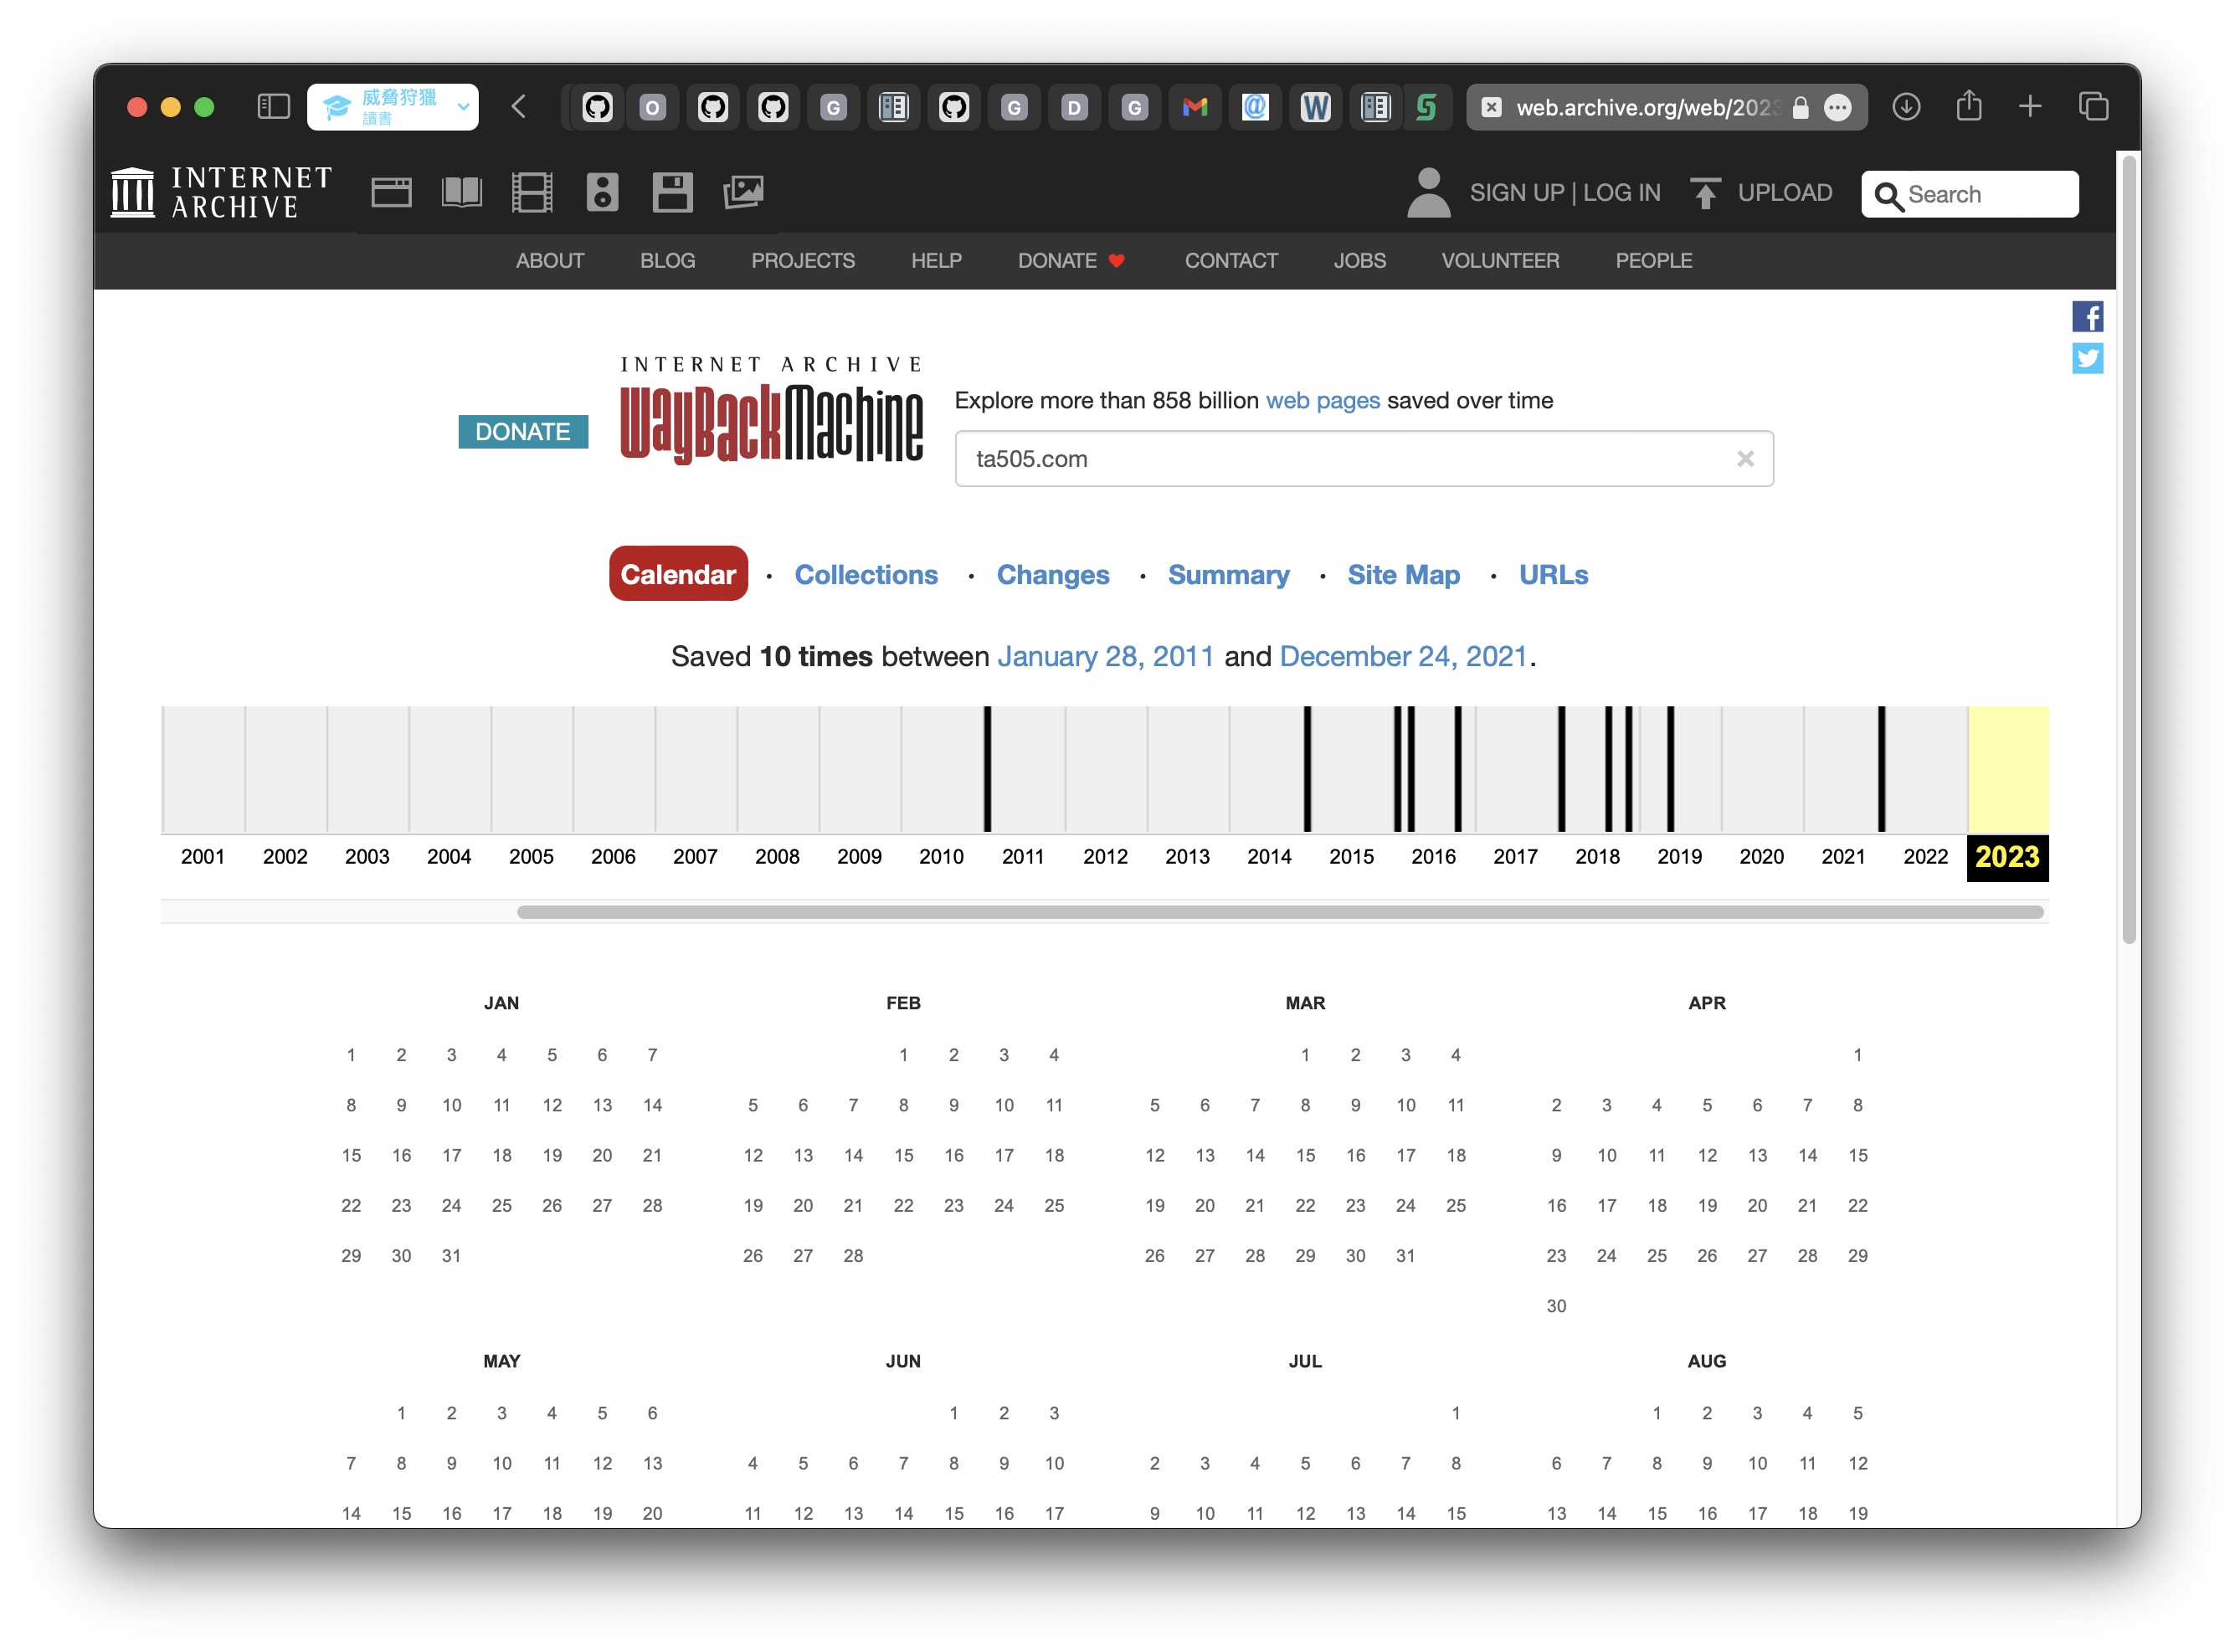 威脅狩獵
讀書
O
G
G
D
G
@
W
S
web.archive.org/web/202
INTERNET
ARCHIVE
SIGN UP | LOG IN
UPLOAD
Search
ABOUT BLOG PROJECTS HELP DONATE CONTACT JOBS VOLUNTEER PEOPLE
f
INTERNET ARCHIVE
WayBackMachine
DONATE
Explore more than 858 billion web pages saved over time
ta505.com
Calendar · Collections · Changes · Summary · Site Map · URLs
Saved 10 times between January 28, 2011 and December 24, 2021.
2001 2002 2003 2004 2005 2006 2007 2008 2009 2010 2011 2012 2013 2014 2015 2016 2017 2018 2019 2020 2021 2022 2023
JAN
1 2 3 4 5 6 7
8 9 10 11 12 13 14
15 16 17 18 19 20 21
22 23 24 25 26 27 28
29 30 31
FEB
1 2 3 4
5 6 7 8 9 10 11
12 13 14 15 16 17 18
19 20 21 22 23 24 25
26 27 28
MAR
1 2 3 4
5 6 7 8 9 10 11
12 13 14 15 16 17 18
19 20 21 22 23 24 25
26 27 28 29 30 31
APR
1
2 3 4 5 6 7 8
9 10 11 12 13 14 15
16 17 18 19 20 21 22
23 24 25 26 27 28 29
30
MAY
1 2 3 4 5 6
7 8 9 10 11 12 13
14 15 16 17 18 19 20
JUN
1 2 3
4 5 6 7 8 9 10
11 12 13 14 15 16 17
JUL
1
2 3 4 5 6 7 8
9 10 11 12 13 14 15
AUG
1 2 3 4 5
6 7 8 9 10 11 12
13 14 15 16 17 18 19